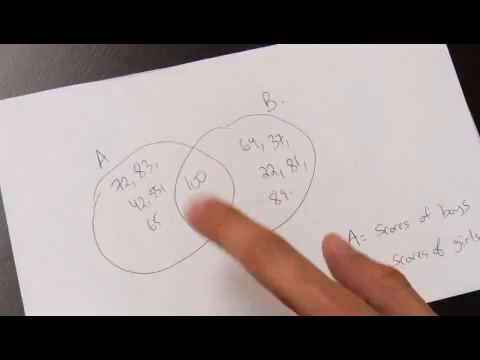 A
B.
72, 83,
42, 55,
65
100
64, 37,
22, 81,
89.
A = scores of boys
scores of girls